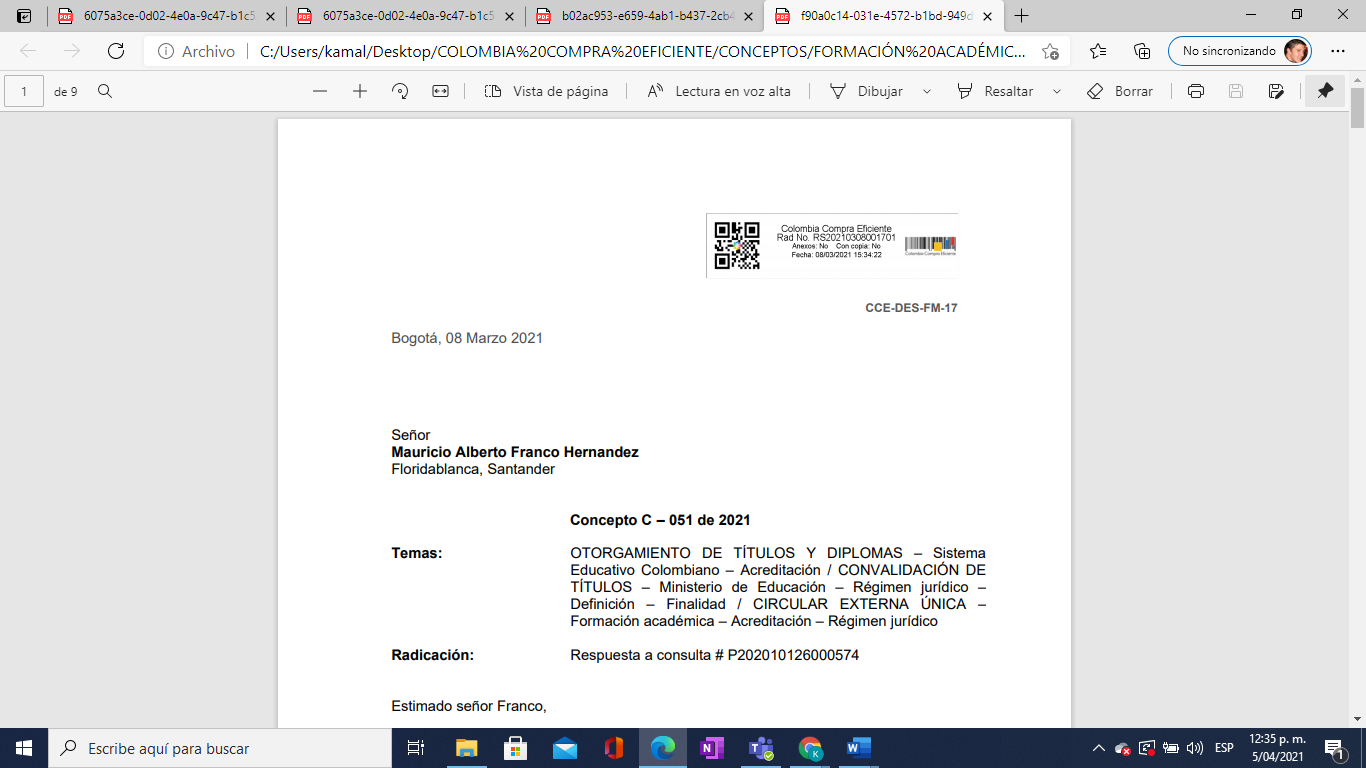 6075a3ce-0d02-4e0a-9c47-b1c5
6075a3ce-0d02-4e0a-9c47-b1c5
b02ac953-e659-4ab1-b437-2cb4
f90a0c14-031e-4572-b1bd-949d
Archivo
C:/Users/kamal/Desktop/COLOMBIA%20COMPRA%20EFICIENTE/CONCEPTOS/FORMACIÓN%20ACADÉMIC...
No sincronizando
1 de 9
Vista de página
Lectura en voz alta
Dibujar
Resaltar
Borrar
Colombia Compra Eficiente
Rad No. RS20210308001701
Anexos: No Con copia: No
Fecha: 08/03/2021 15:34:22
Colombia Compra Eficiente
CCE-DES-FM-17
Bogotá, 08 Marzo 2021
Señor
Mauricio Alberto Franco Hernandez
Floridablanca, Santander
Concepto C – 051 de 2021
Temas: OTORGAMIENTO DE TÍTULOS Y DIPLOMAS – Sistema
Educativo Colombiano – Acreditación / CONVALIDACIÓN DE
TÍTULOS – Ministerio de Educación – Régimen jurídico –
Definición – Finalidad / CIRCULAR EXTERNA ÚNICA –
Formación académica – Acreditación – Régimen jurídico
Radicación: Respuesta a consulta # P202010126000574
Estimado señor Franco,
Escribe aquí para buscar
ESP
12:35 p. m.
5/04/2021
1